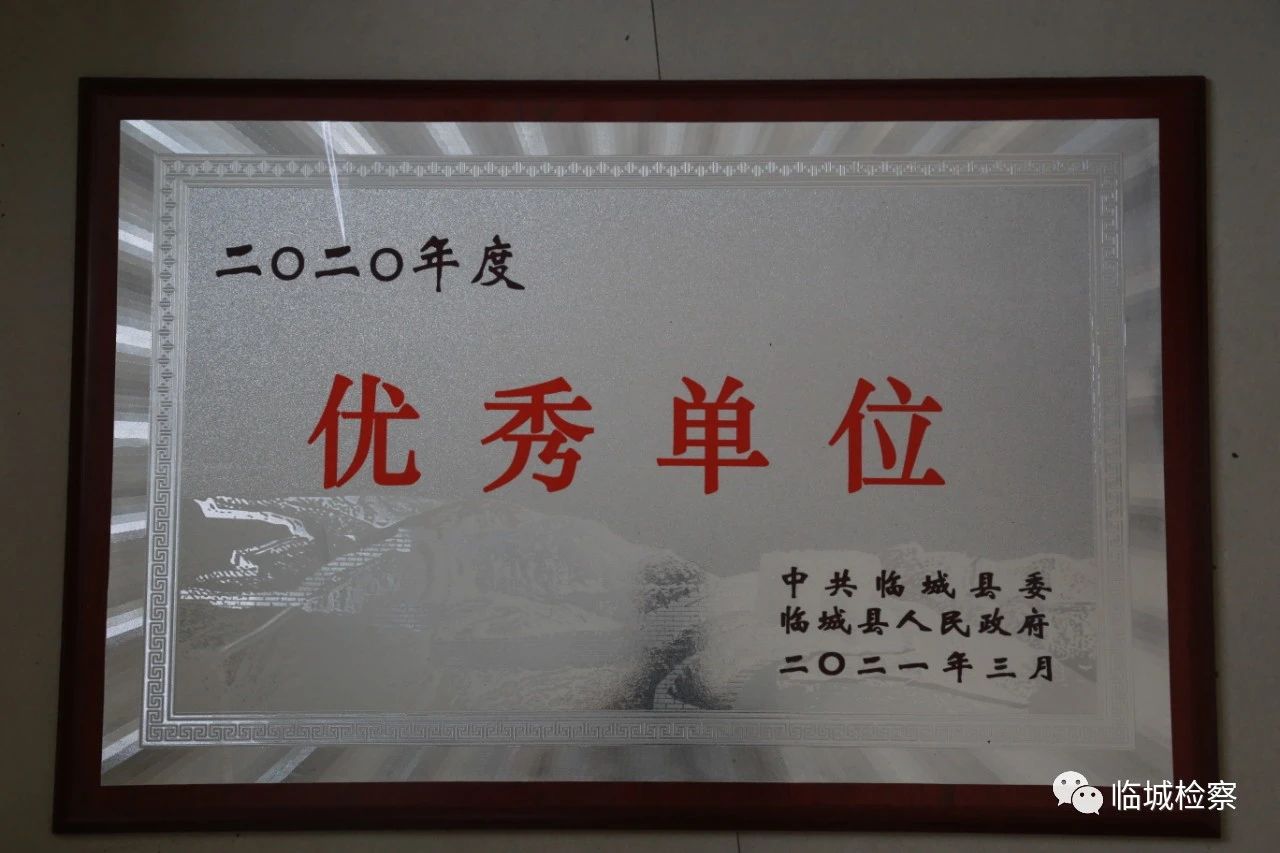 二〇二〇年度
优秀单位
中共临城县委
临城县人民政府
二〇二一年三月
临城检察